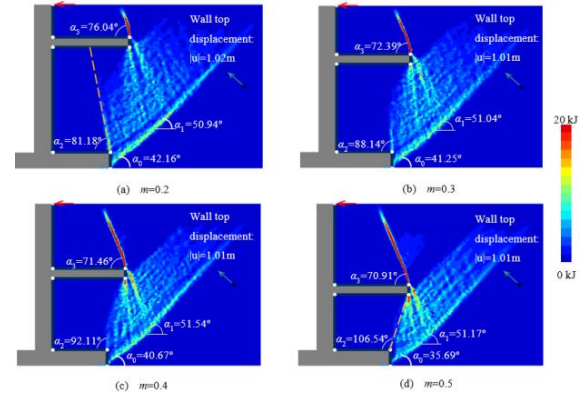 α₃=76.04°
Wall top
displacement:
|u|=1.02m
α₁=50.94°
α₂=81.18°
α₀=42.16°
(a) m=0.2
α₃=72.39°
Wall top
displacement:
|u|=1.01m
α₁=51.04°
α₂=88.14°
α₀=41.25°
(b) m=0.3
20 kJ
0 kJ
α₃=71.46°
Wall top
displacement:
|u|=1.01m
α₁=51.54°
α₂=92.11°
α₀=40.67°
(c) m=0.4
α₃=70.91°
Wall top
displacement:
|u|=1.01m
α₁=51.17°
α₂=106.54°
α₀=35.69°
(d) m=0.5